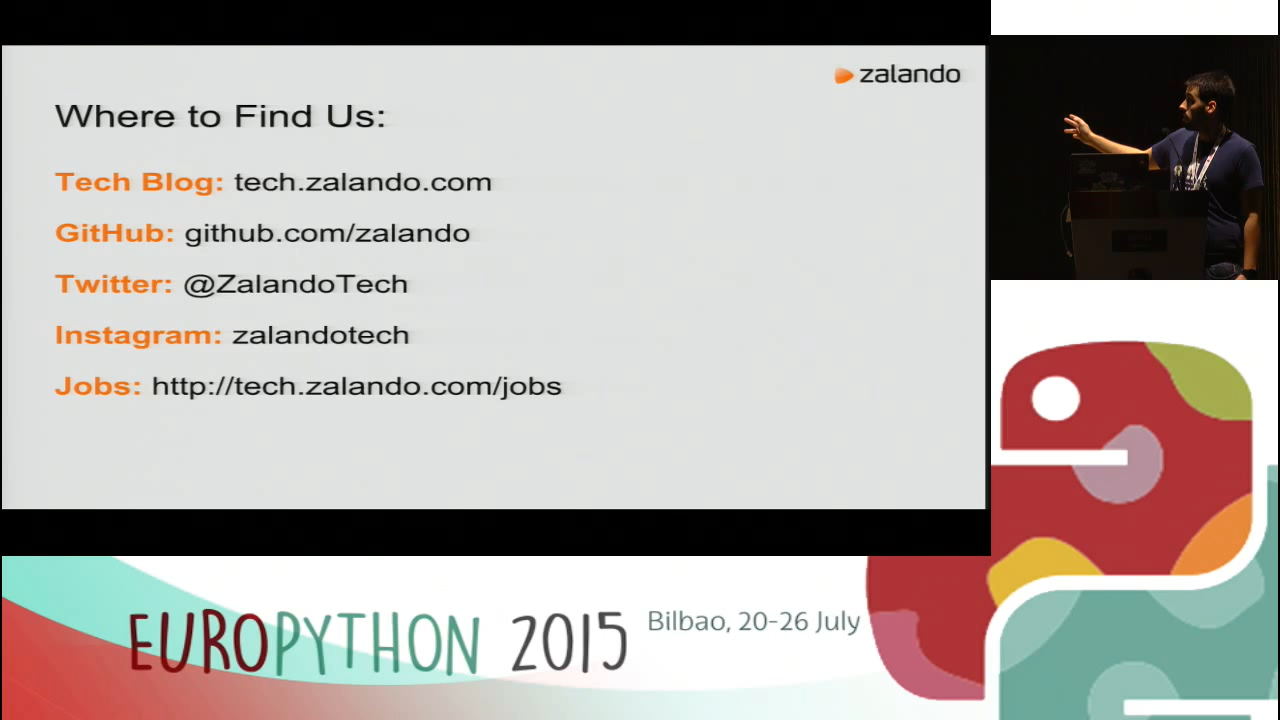 zalando
Where to Find Us:
Tech Blog: tech.zalando.com
GitHub: github.com/zalando
Twitter: @ZalandoTech
Instagram: zalandotech
Jobs: http://tech.zalando.com/jobs
EUROPYTHON 2015 Bilbao, 20-26 July